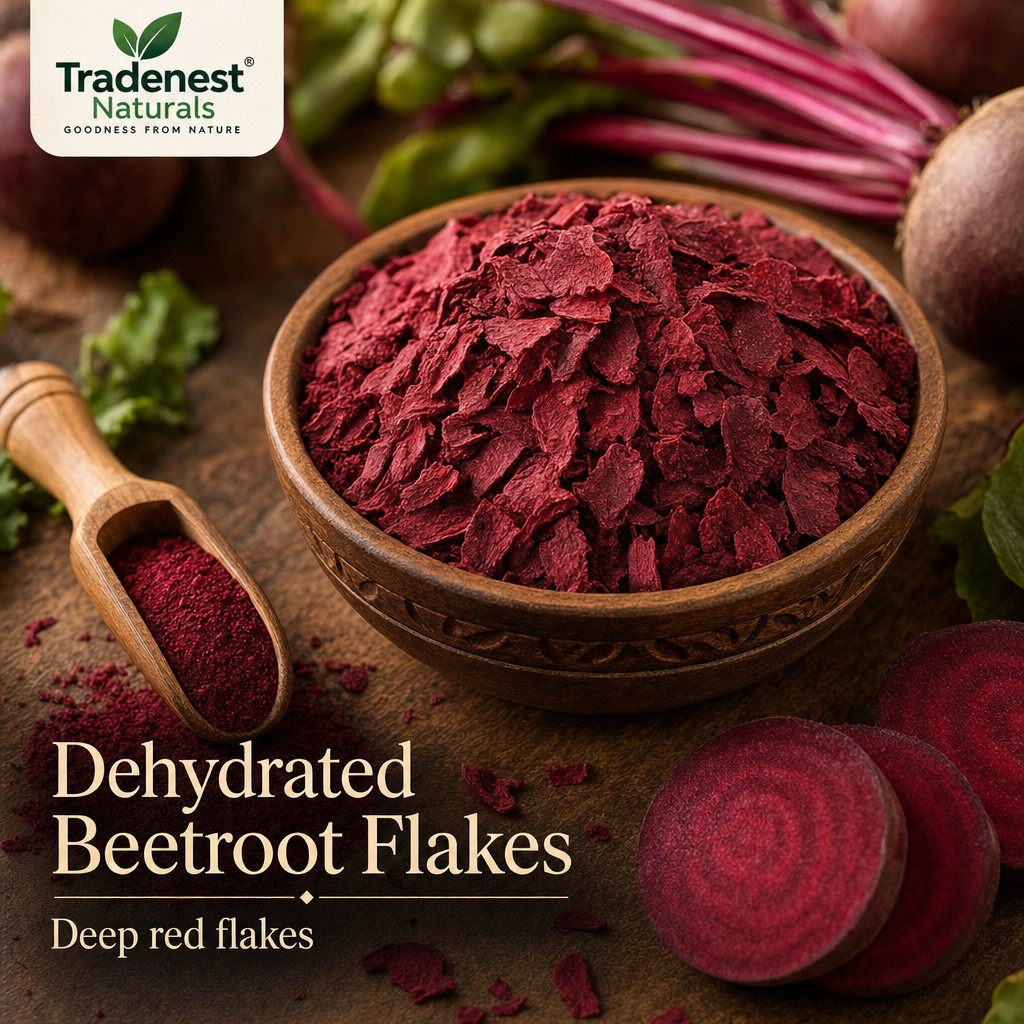 Tradenest®
Naturals
GOODNESS FROM NATURE
Dehydrated
Beetroot Flakes
Deep red flakes